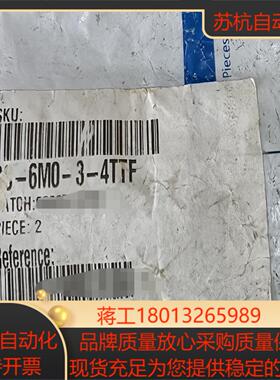 苏杭自动
Pieces
SKU:
-6M0-3-4TTF
ATCH:
PIECE: 2
Reference:
蒋工18013265989
自动化
开票
品牌质量放心采购质量保
现货充足为您提供稳定的